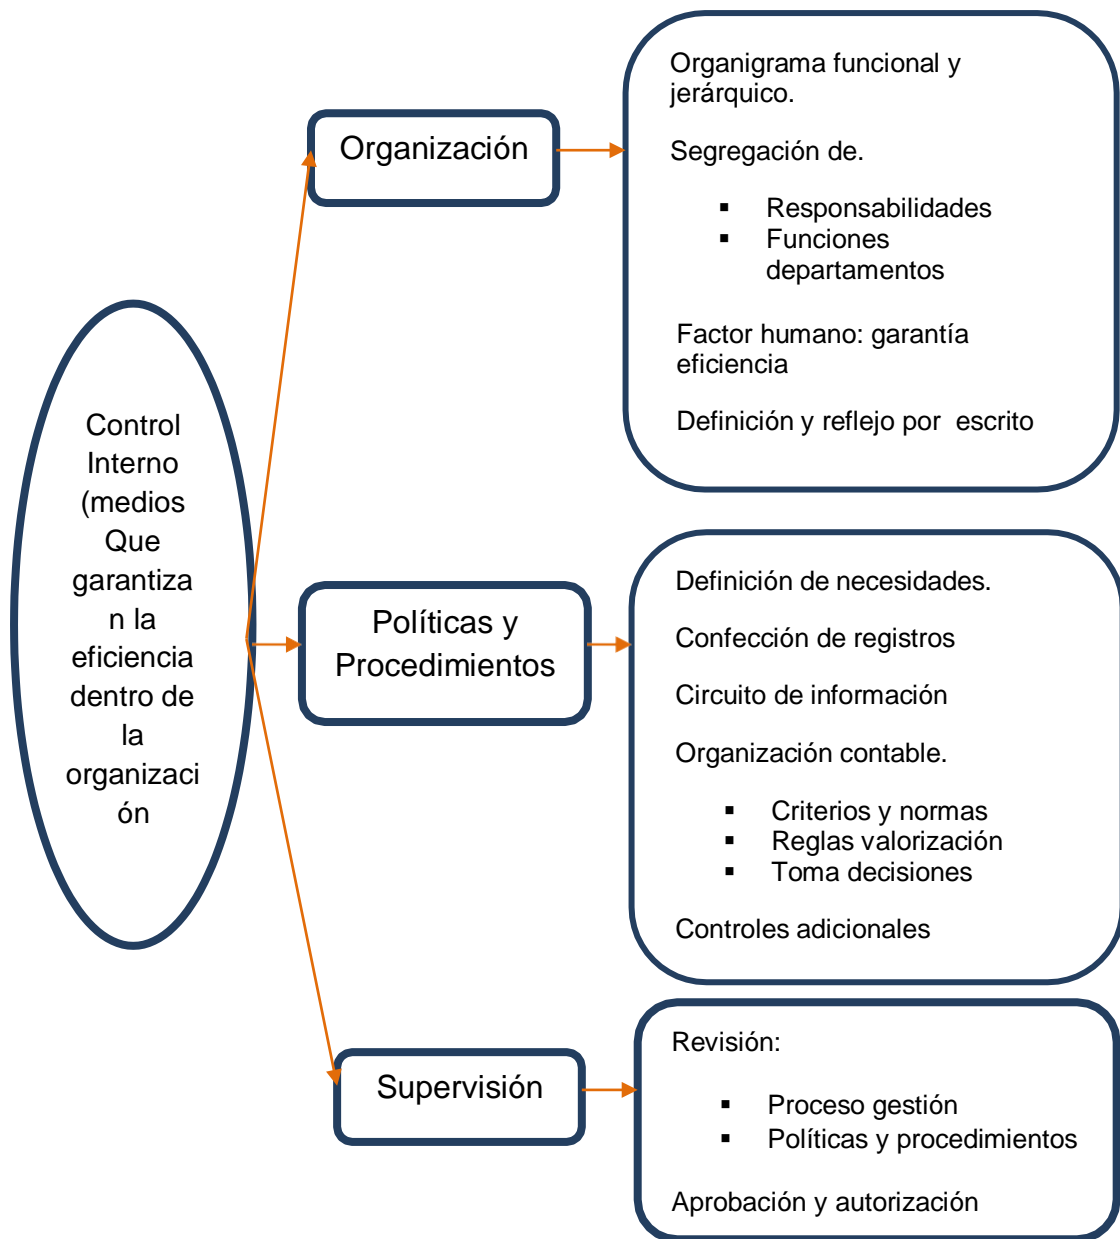 Control
Interno
(medios
Que
garantiza
n la
eficiencia
dentro de
la
organizaci
ón
Organización
Organigrama funcional y
jerárquico.
Segregación de.
▪ Responsabilidades
▪ Funciones
departamentos
Factor humano: garantía
eficiencia
Definición y reflejo por escrito
Políticas y
Procedimientos
Definición de necesidades.
Confección de registros
Circuito de información
Organización contable.
▪ Criterios y normas
▪ Reglas valorización
▪ Toma decisiones
Controles adicionales
Supervisión
Revisión:
▪ Proceso gestión
▪ Políticas y procedimientos
Aprobación y autorización